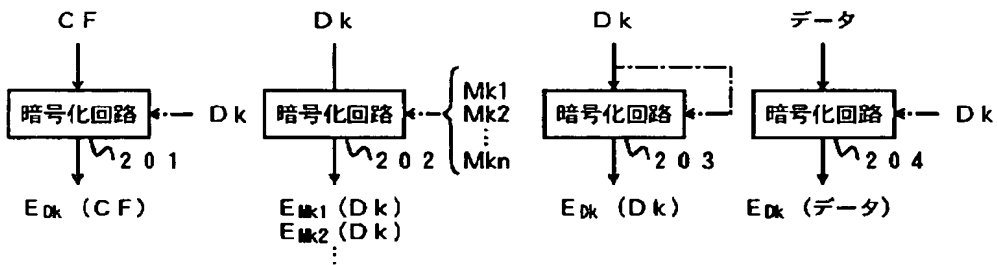 CF Dk Dk データ
暗号化回路 Dk 暗号化回路 Mk1 暗号化回路 暗号化回路 Dk
Mk2
⋮
Mkn
201 202 203 204
EDk (CF) EMk1 (Dk) EDk (Dk) EDk (データ)
EMk2 (Dk)
⋮